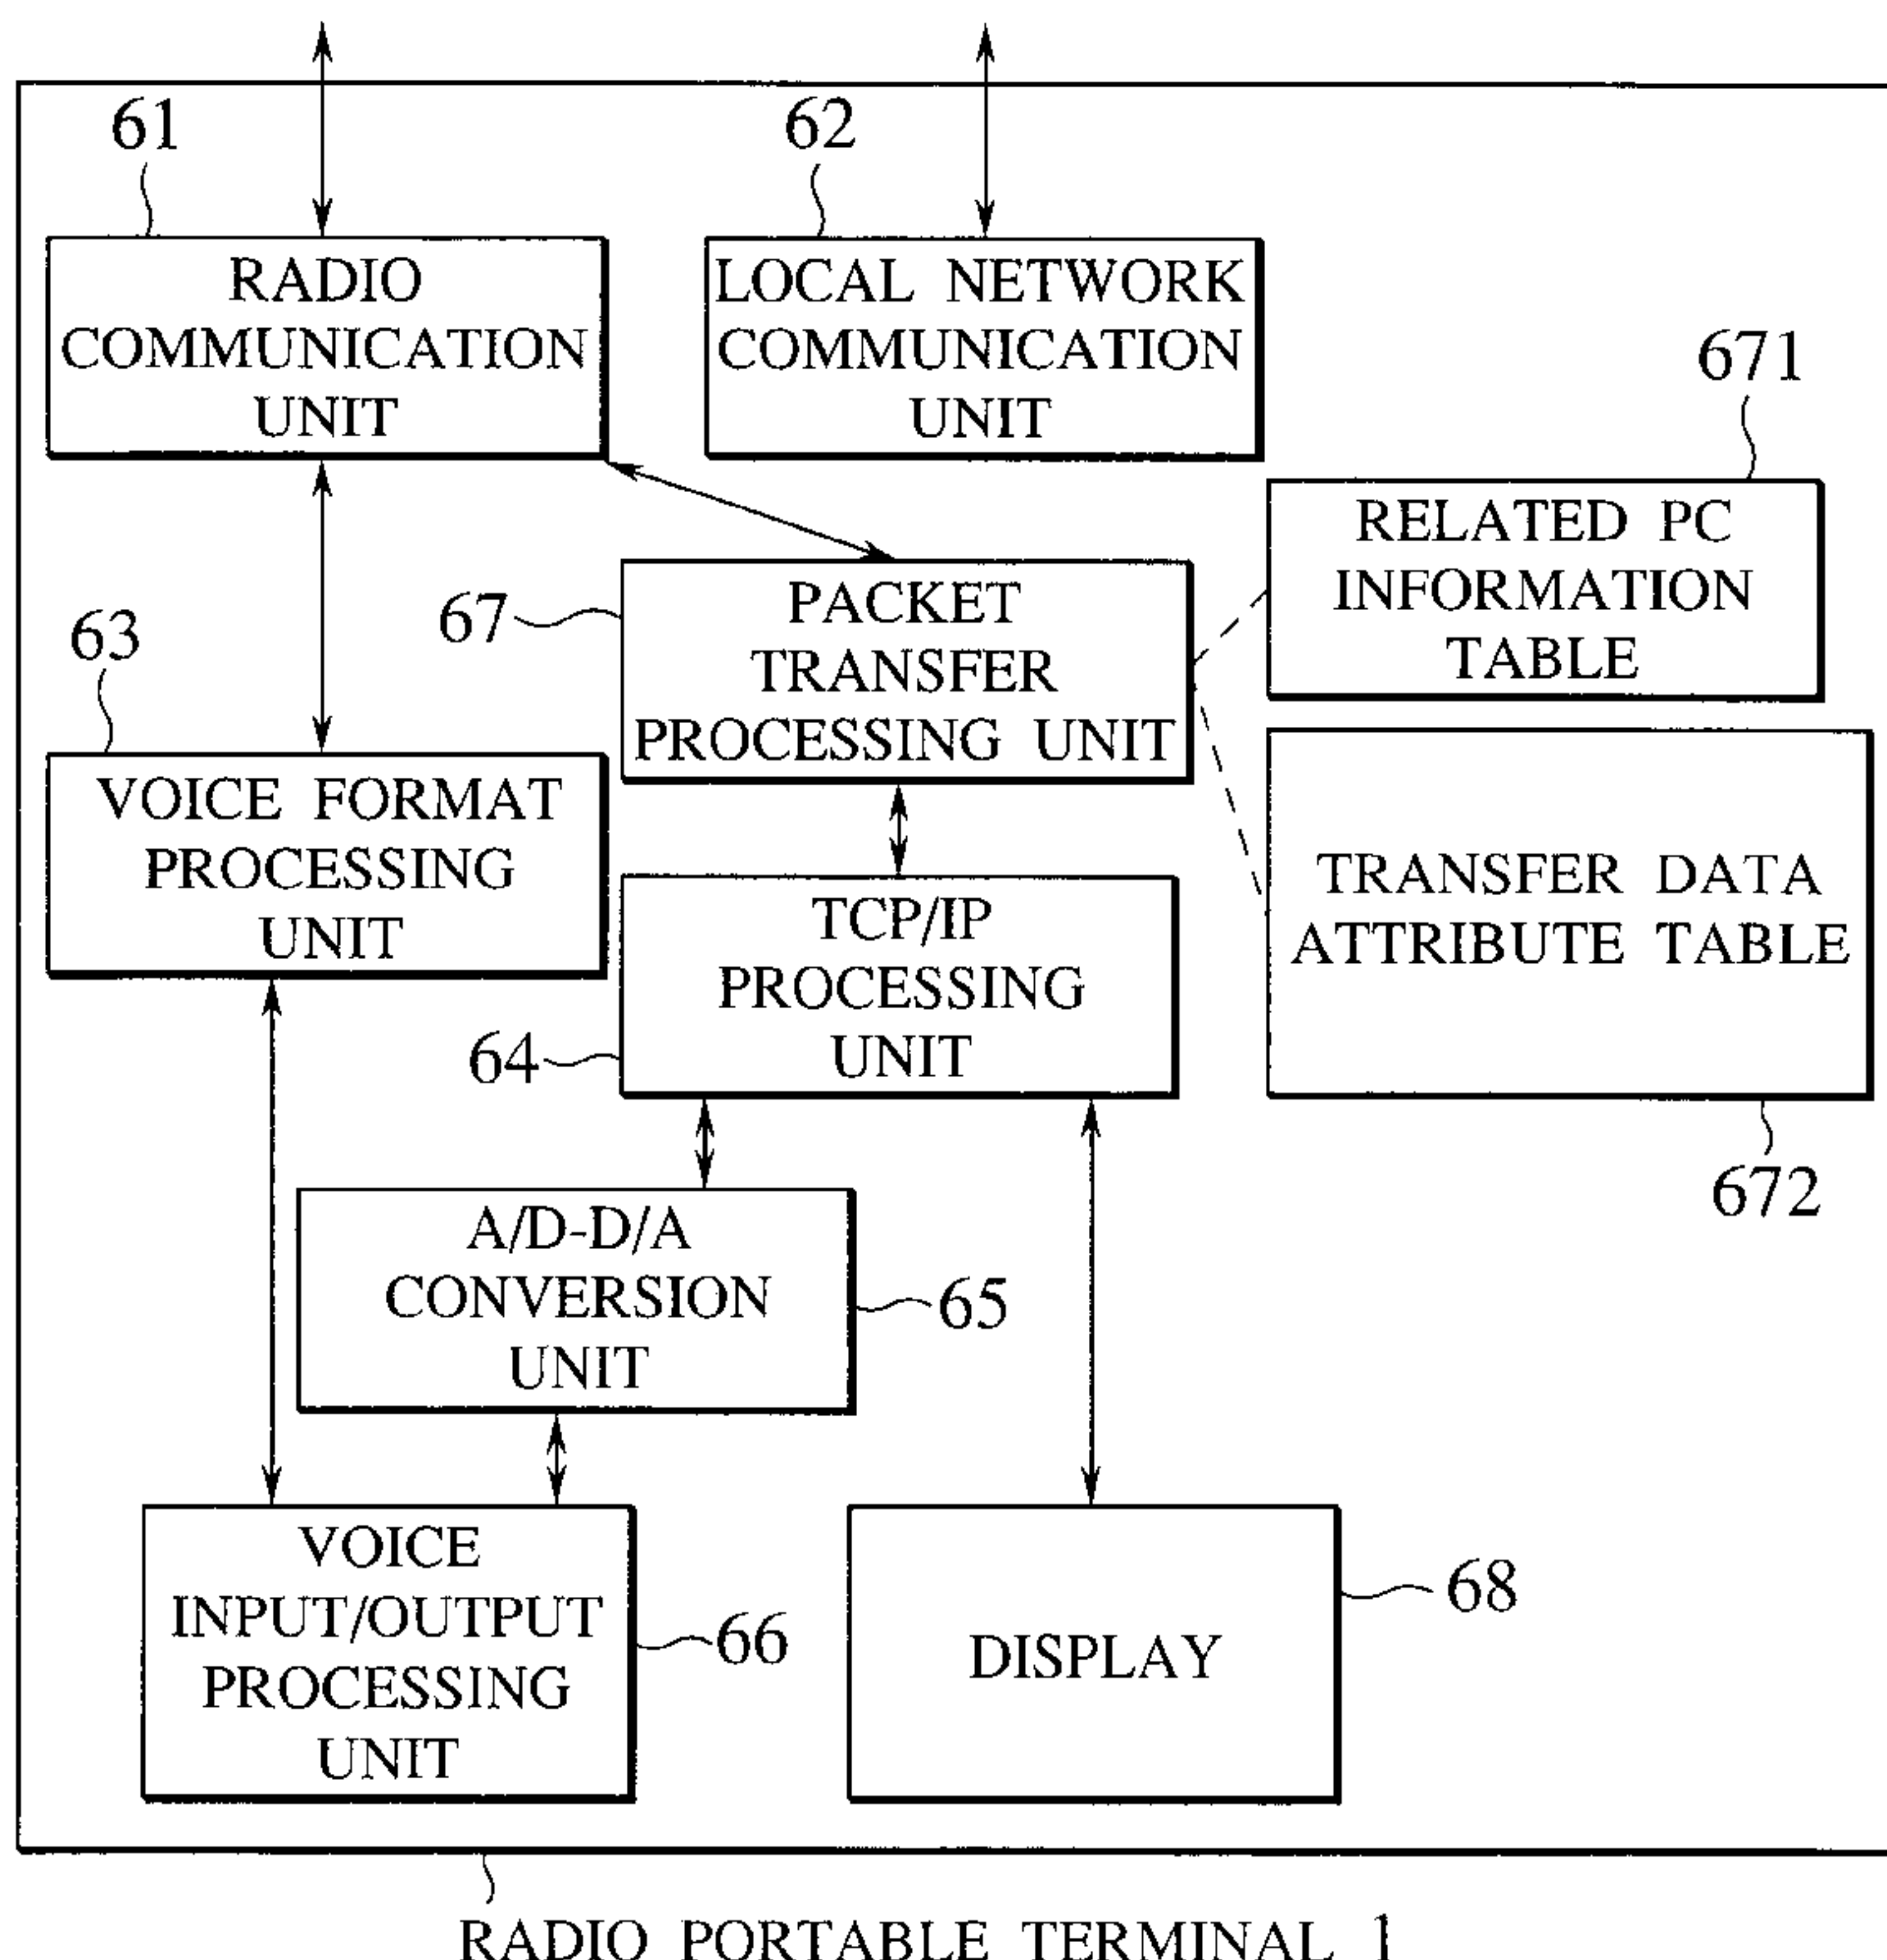 61
62
RADIO
COMMUNICATION
UNIT
LOCAL NETWORK
COMMUNICATION
UNIT
671
RELATED PC
INFORMATION
TABLE
67
PACKET
TRANSFER
PROCESSING UNIT
63
VOICE FORMAT
PROCESSING
UNIT
TRANSFER DATA
ATTRIBUTE TABLE
672
64
TCP/IP
PROCESSING
UNIT
A/D-D/A
CONVERSION
UNIT
65
VOICE
INPUT/OUTPUT
PROCESSING
UNIT
66
DISPLAY
68
RADIO PORTABLE TERMINAL 1